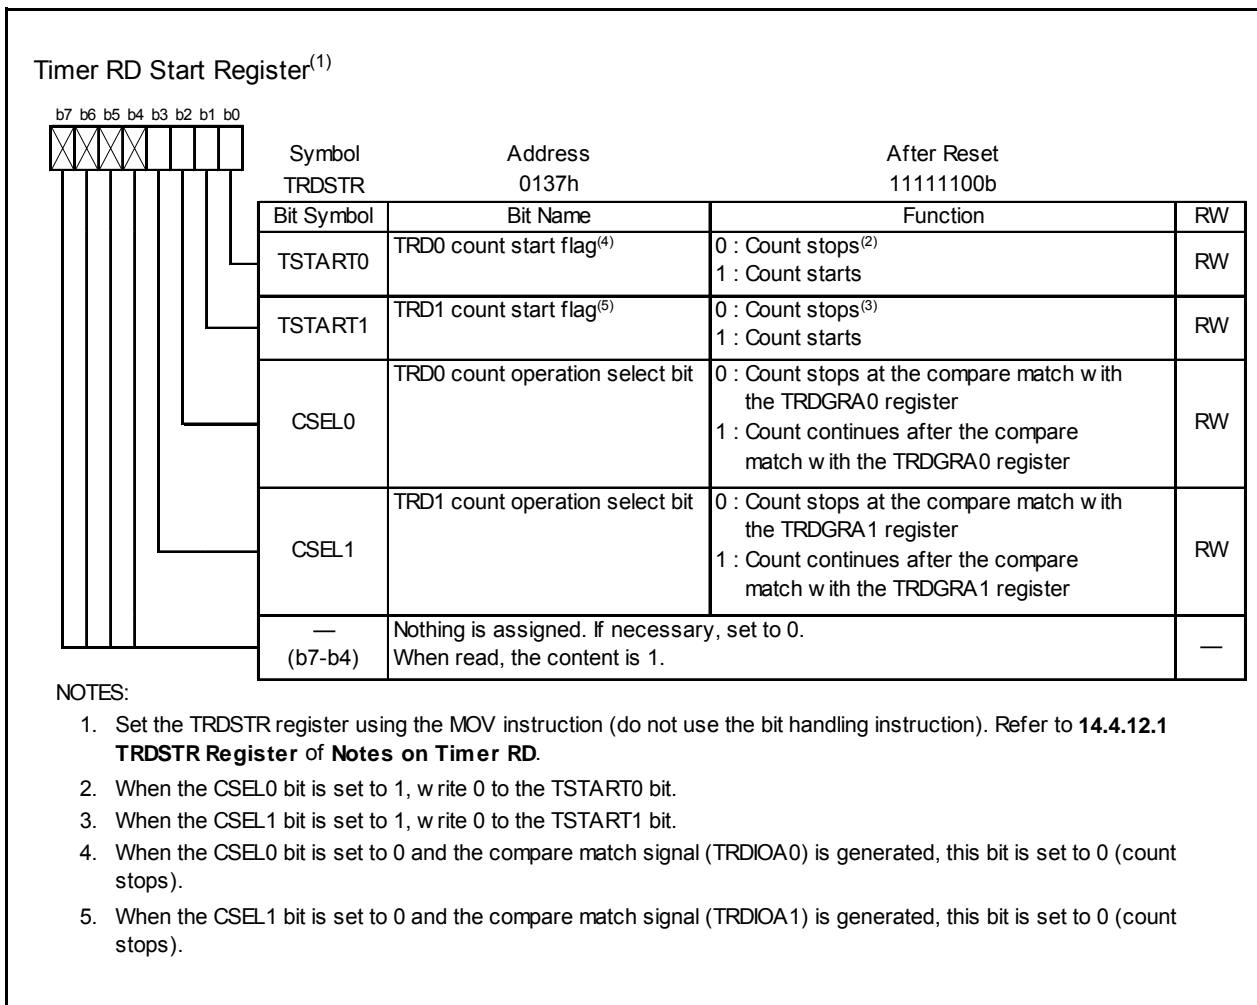 Timer RD Start Register(1)
b7 b6 b5 b4 b3 b2 b1 b0
Symbol Address After Reset
TRDSTR 0137h 11111100b
Bit Symbol Bit Name Function RW
TSTART0 TRD0 count start flag(4) 0 : Count stops(2) RW
1 : Count starts
TSTART1 TRD1 count start flag(5) 0 : Count stops(3) RW
1 : Count starts
CSEL0 TRD0 count operation select bit 0 : Count stops at the compare match with RW
the TRDGRA0 register
1 : Count continues after the compare
match with the TRDGRA0 register
CSEL1 TRD1 count operation select bit 0 : Count stops at the compare match with RW
the TRDGRA1 register
1 : Count continues after the compare
match with the TRDGRA1 register
— Nothing is assigned. If necessary, set to 0. —
(b7-b4) When read, the content is 1.
NOTES:
1. Set the TRDSTR register using the MOV instruction (do not use the bit handling instruction). Refer to 14.4.12.1
TRDSTR Register of Notes on Timer RD.
2. When the CSEL0 bit is set to 1, write 0 to the TSTART0 bit.
3. When the CSEL1 bit is set to 1, write 0 to the TSTART1 bit.
4. When the CSEL0 bit is set to 0 and the compare match signal (TRDIOA0) is generated, this bit is set to 0 (count
stops).
5. When the CSEL1 bit is set to 0 and the compare match signal (TRDIOA1) is generated, this bit is set to 0 (count
stops).